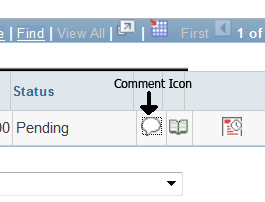 e | Find | View All | | First 1 of
Comment Icon
Status
00 Pending